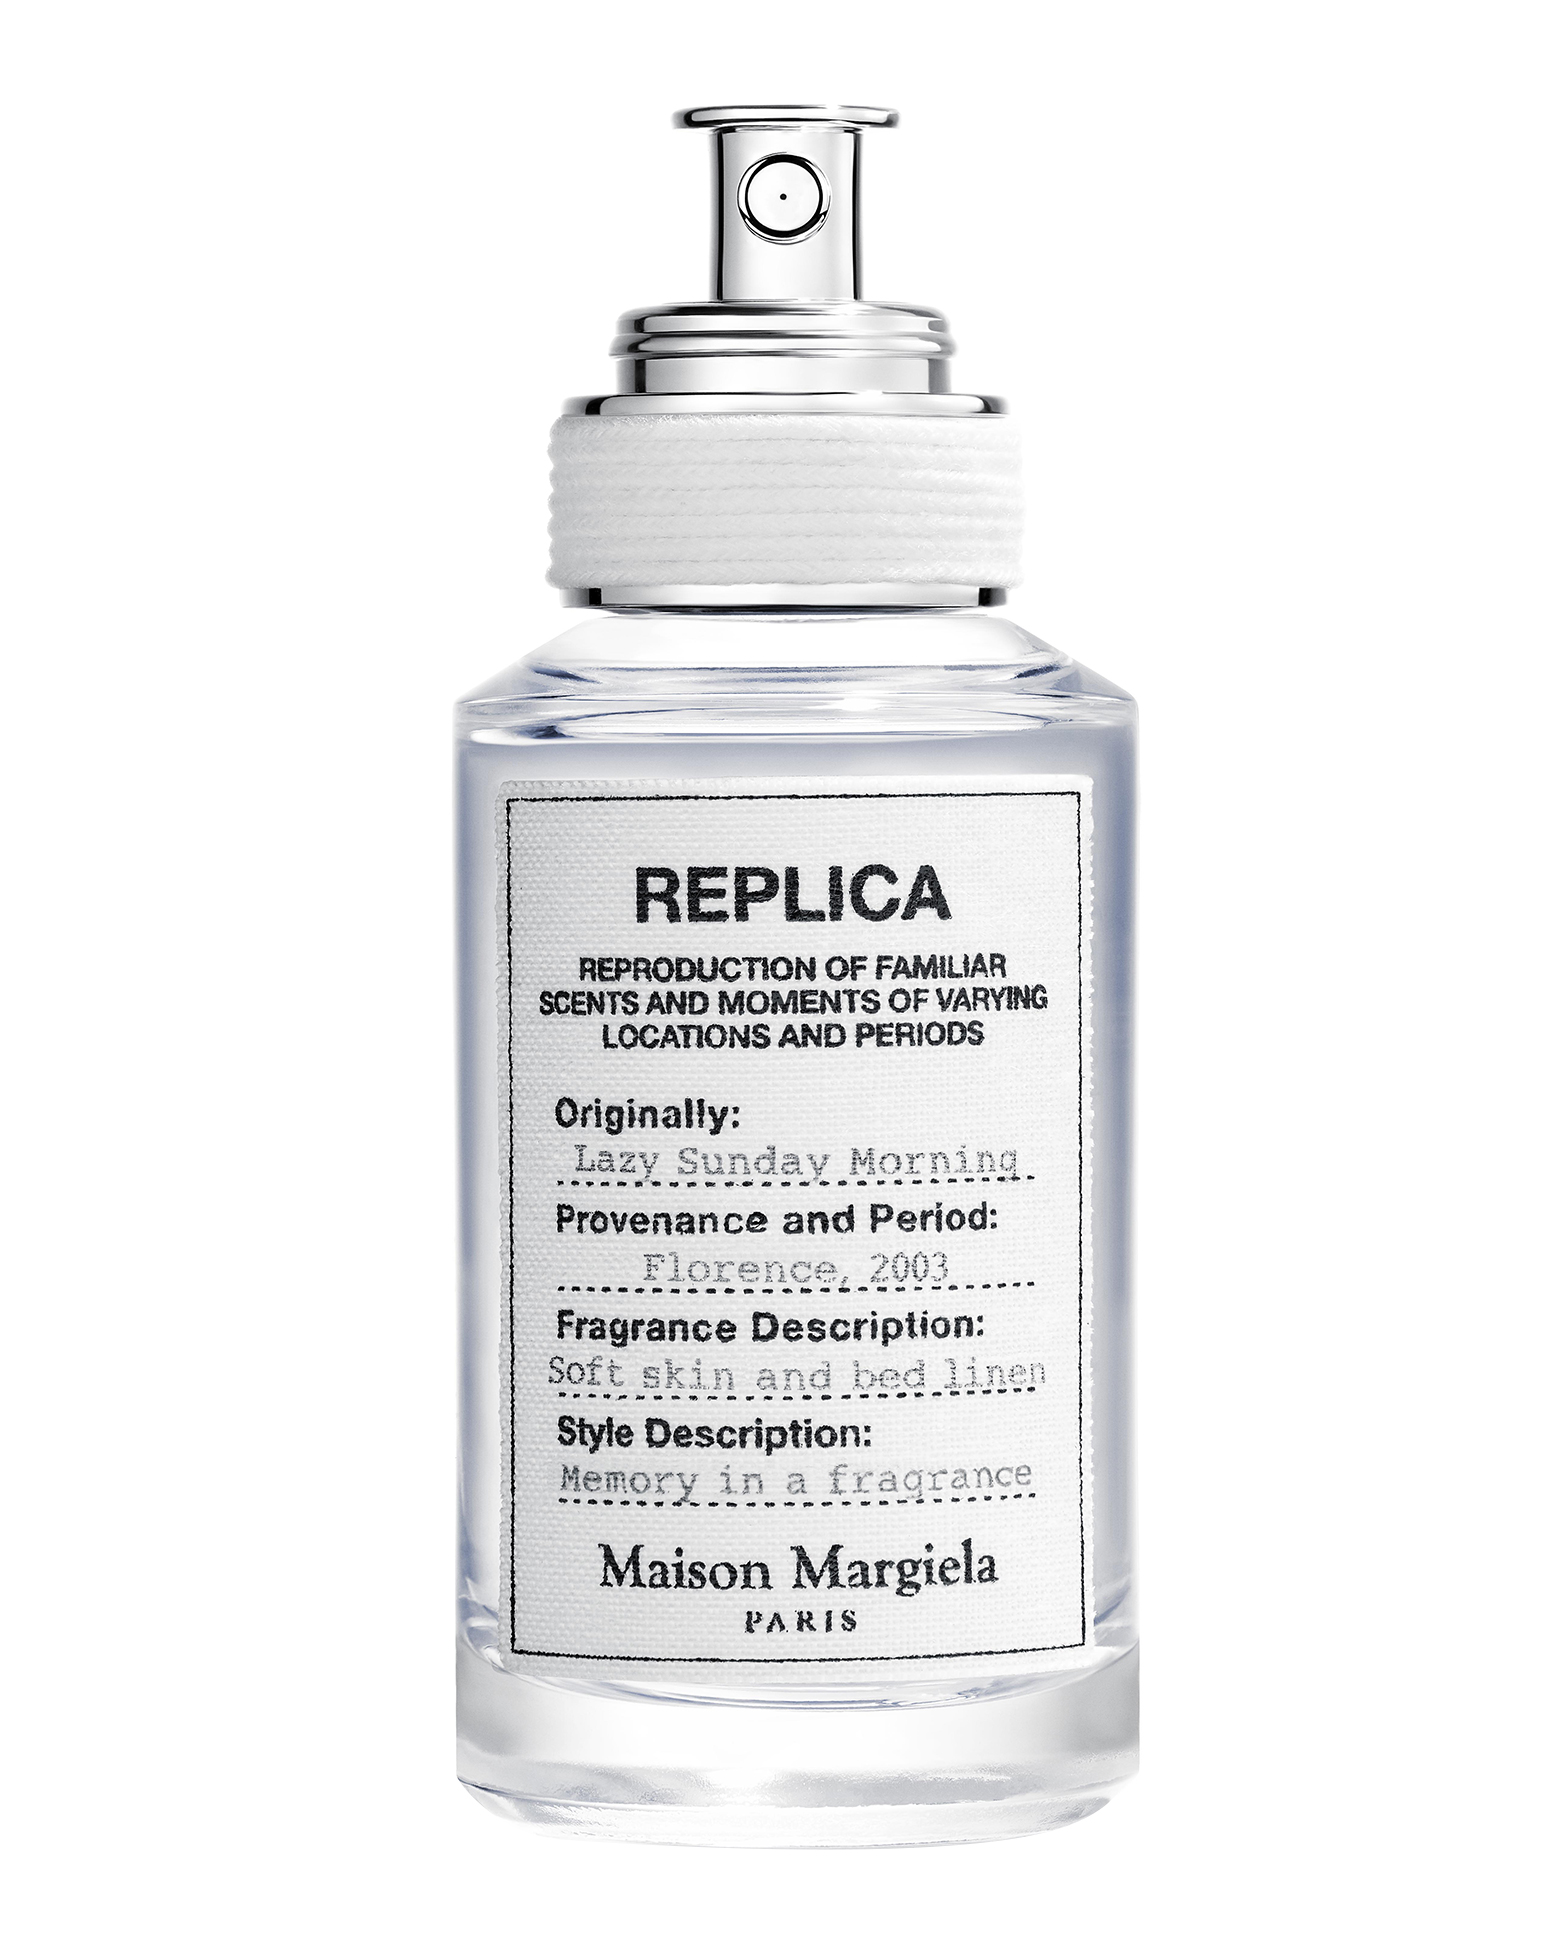 REPLICA
REPRODUCTION OF FAMILIAR
SCENTS AND MOMENTS OF VARYING
LOCATIONS AND PERIODS
Originally:
Lazy Sunday Morning
Provenance and Period:
Florence, 2003
Fragrance Description:
Soft skin and bed linen
Style Description:
Memory in a fragrance
Maison Margiela
PARIS